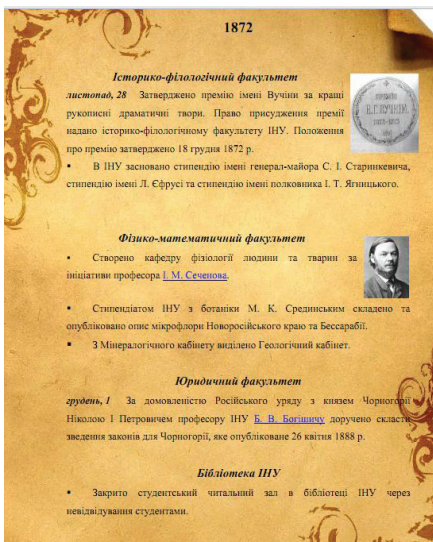 1872
Історико-філологічний факультет
листопад, 28 Затверджено премію імені Вучіни за кращі
рукописні драматичні твори. Право присудження премії
надано історико-філологічному факультету ІНУ. Положення
про премію затверджено 18 грудня 1872 р.
▪ В ІНУ засновано стипендію імені генерал-майора С. І. Старинкевича,
стипендію імені Л. Єфрусі та стипендію імені полковника І. Т. Ягницького.
Фізико-математичний факультет
▪ Створено кафедру фізіології людини та тварин за
ініціативи професора І. М. Сеченова.
▪ Стипендіатом ІНУ з ботаніки М. К. Срединським складено та
опубліковано опис мікрофлори Новоросійського краю та Бессарабії.
▪ З Мінералогічного кабінету виділено Геологічний кабінет.
Юридичний факультет
грудень, 1 За домовленістю Російського уряду з князем Чорногорії
Ніколою І Петровичем професору ІНУ Б. В. Богішичу доручено скласти
зведення законів для Чорногорії, яке опубліковане 26 квітня 1888 р.
Бібліотека ІНУ
▪ Закрито студентський читальний зал в бібліотеці ІНУ через
невідвідування студентами.